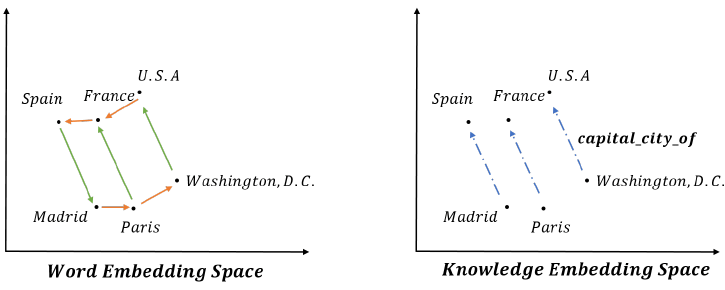 U.S.A
Spain
France
Washington, D.C.
Madrid
Paris
Word Embedding Space
U.S.A
Spain
France
capital_city_of
Washington, D.C.
Madrid
Paris
Knowledge Embedding Space